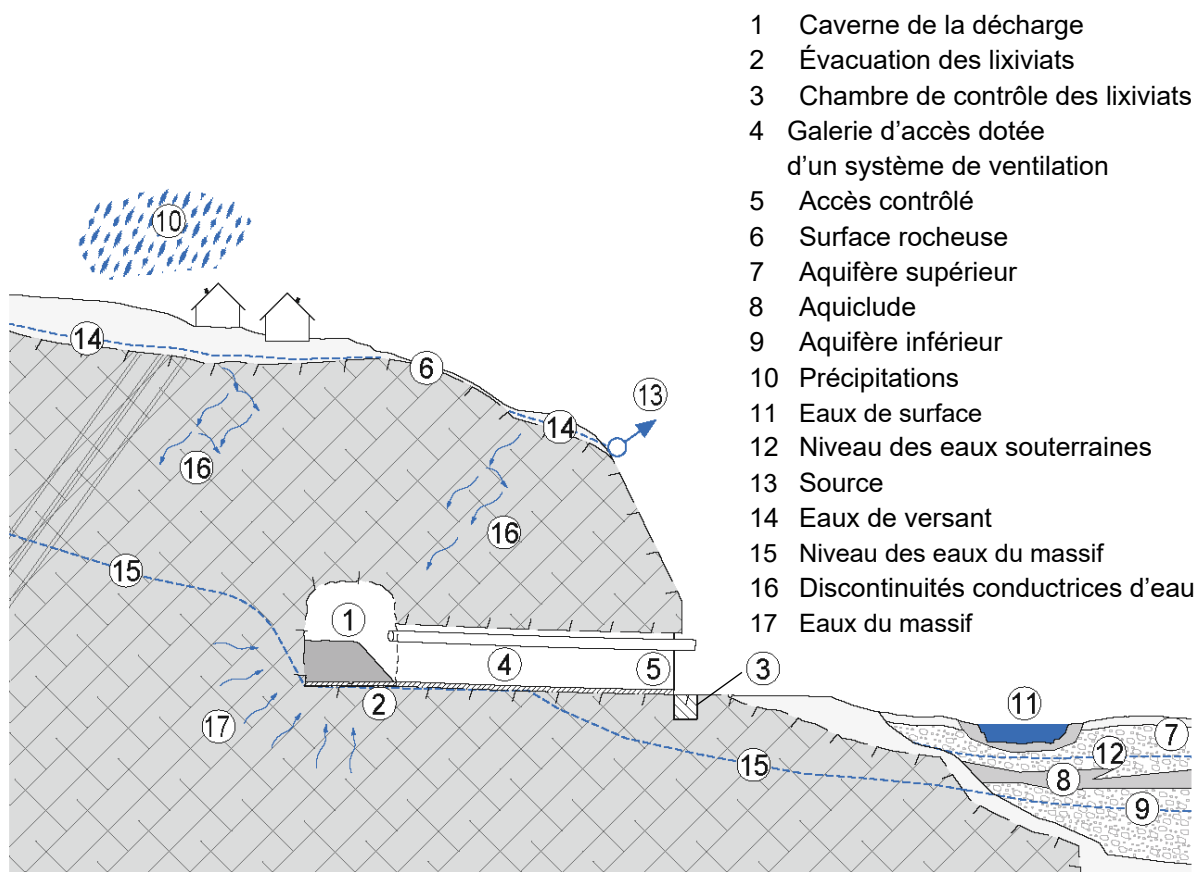 1 Caverne de la décharge
2 Évacuation des lixiviats
3 Chambre de contrôle des lixiviats
4 Galerie d’accès dotée
d’un système de ventilation
5 Accès contrôlé
6 Surface rocheuse
7 Aquifère supérieur
8 Aquiclude
9 Aquifère inférieur
10 Précipitations
11 Eaux de surface
12 Niveau des eaux souterraines
13 Source
14 Eaux de versant
15 Niveau des eaux du massif
16 Discontinuités conductrices d’eau
17 Eaux du massif
10
14
6
13
14
16
16
15
1
4
5
3
2
17
11
7
12
15
8
9